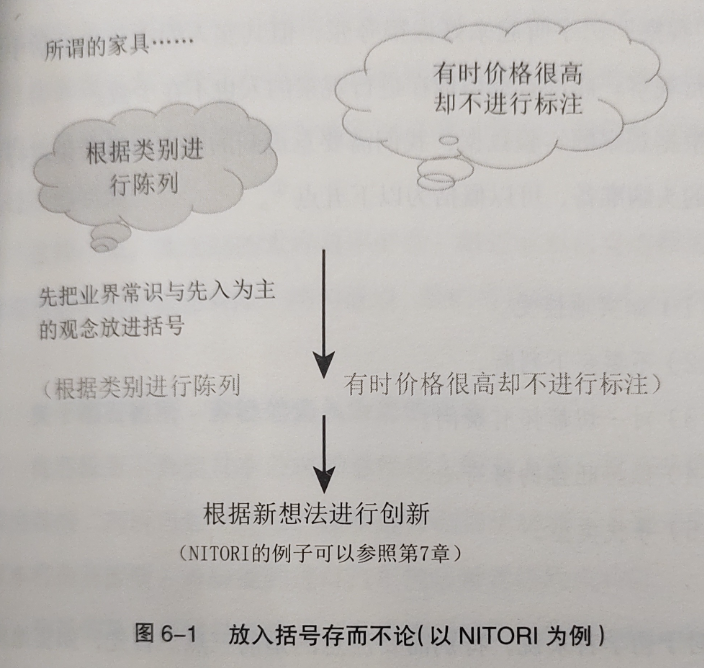 所谓的家具……
有时价格很高
却不进行标注
根据类别进
行陈列
先把业界常识与先入为主
的观念放进括号
（根据类别进行陈列　　　有时价格很高却不进行标注）
根据新想法进行创新
（NITORI的例子可以参照第7章）
图 6-1　放入括号存而不论（以 NITORI 为例）